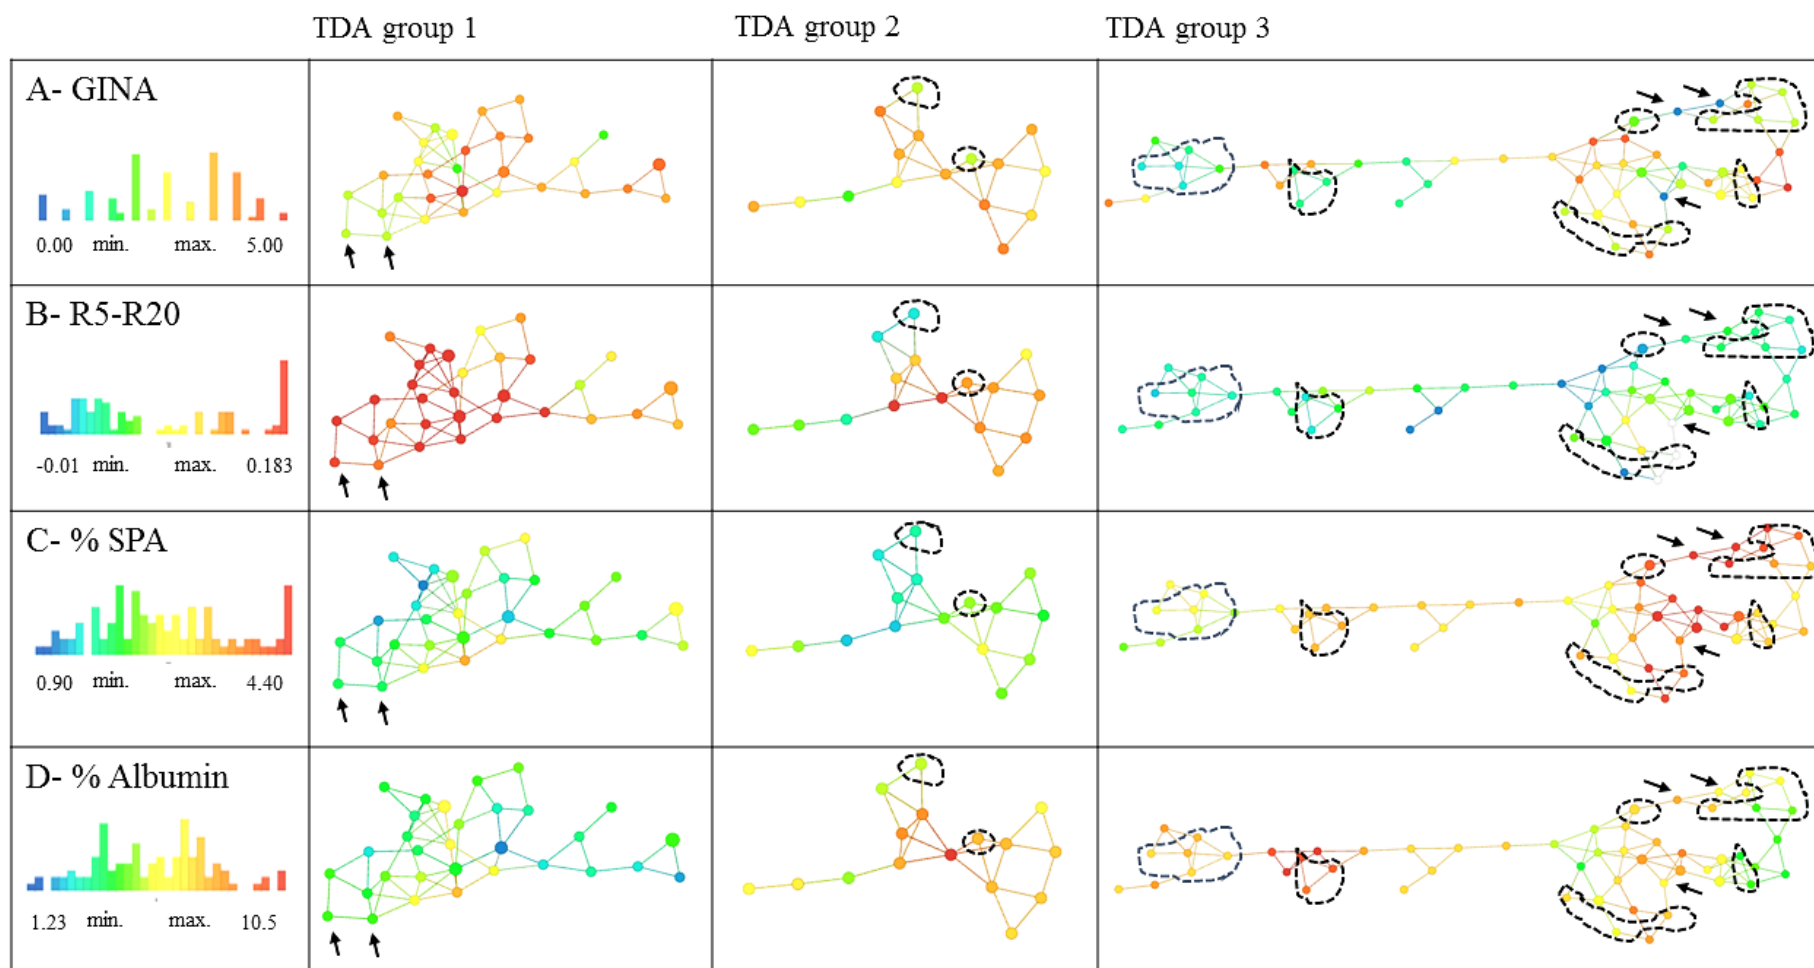 TDA group 1 TDA group 2 TDA group 3
A- GINA
0.00 min. max. 5.00
B- R5-R20
-0.01 min. max. 0.183
C- % SPA
0.90 min. max. 4.40
D- % Albumin
1.23 min. max. 10.5